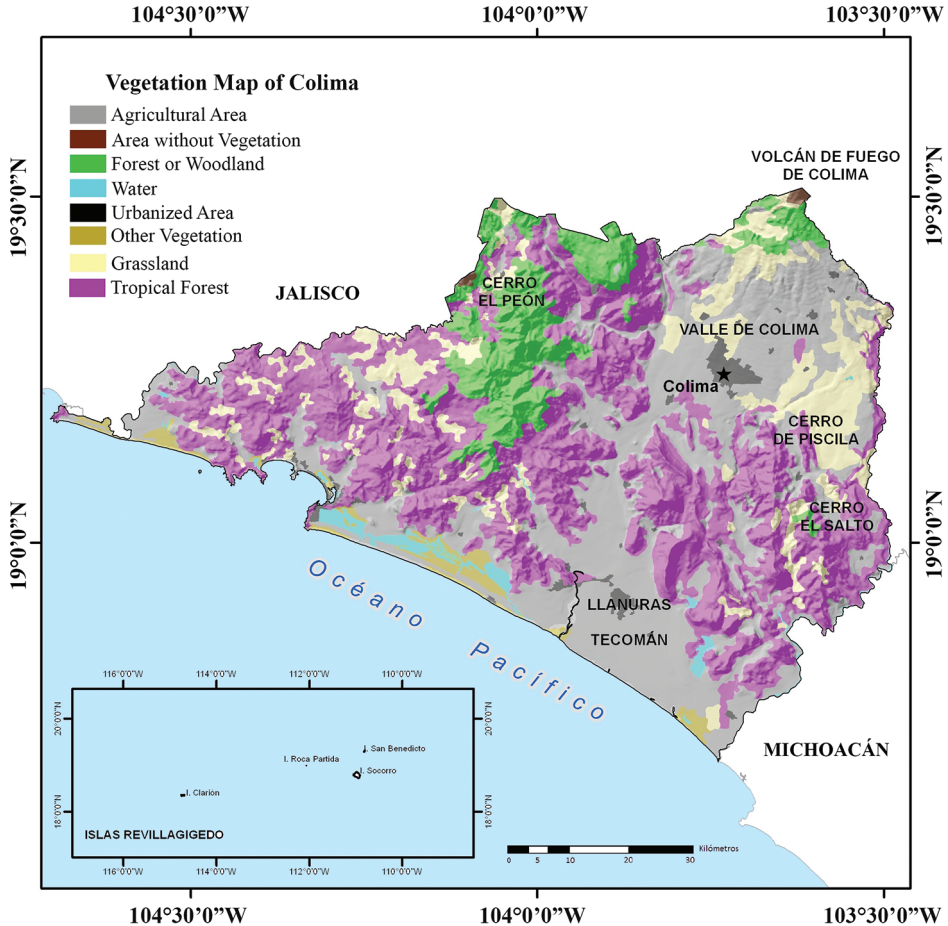 104°30’0”W 104°0’0”W 103°30’0”W
Vegetation Map of Colima
Agricultural Area
Area without Vegetation
Forest or Woodland
Water
Urbanized Area
Other Vegetation
Grassland
Tropical Forest
VOLCÁN DE FUEGO
DE COLIMA
19°30’0”N
19°30’0”N
JALISCO
CERRO
EL PEÓN
VALLE DE COLIMA
Colima
CERRO
DE PISCILA
CERRO
EL SALTO
19°0’0”N
19°0’0”N
Océano Pacífico
LLANURAS
TECOMÁN
MICHOACÁN
116°0'0"W 114°0'0"W 112°0'0"W 110°0'0"W
20°0'0"N
20°0'0"N
I. San Benedicto
I. Roca Partida
I. Socorro
I. Clarión
18°0'0"N
18°0'0"N
ISLAS REVILLAGIGEDO
116°0'0"W 114°0'0"W 112°0'0"W 110°0'0"W
Kilómetros
0 5 10 20 30
104°30’0”W 104°0’0”W 103°30’0”W